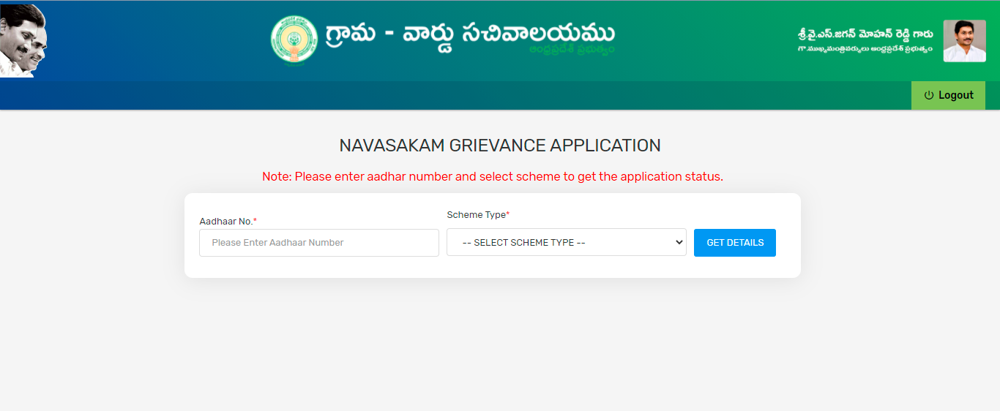 గ్రామ - వార్డు సచివాలయము
ఆంధ్రప్రదేశ్ ప్రభుత్వం
శ్రీ.వై.ఎస్.జగన్ మోహన్ రెడ్డి గారు
గౌ.ముఖ్యమంత్రివర్యులు ఆంధ్రప్రదేశ్ ప్రభుత్వం
Logout
NAVASAKAM GRIEVANCE APPLICATION
Note: Please enter aadhar number and select scheme to get the application status.
Aadhaar No.*
Scheme Type*
Please Enter Aadhaar Number
-- SELECT SCHEME TYPE --
GET DETAILS